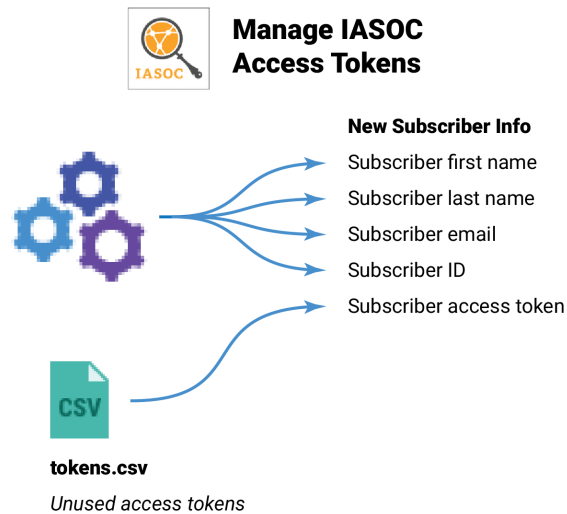 IASOC
Manage IASOC
Access Tokens
New Subscriber Info
Subscriber first name
Subscriber last name
Subscriber email
Subscriber ID
Subscriber access token
CSV
tokens.csv
Unused access tokens